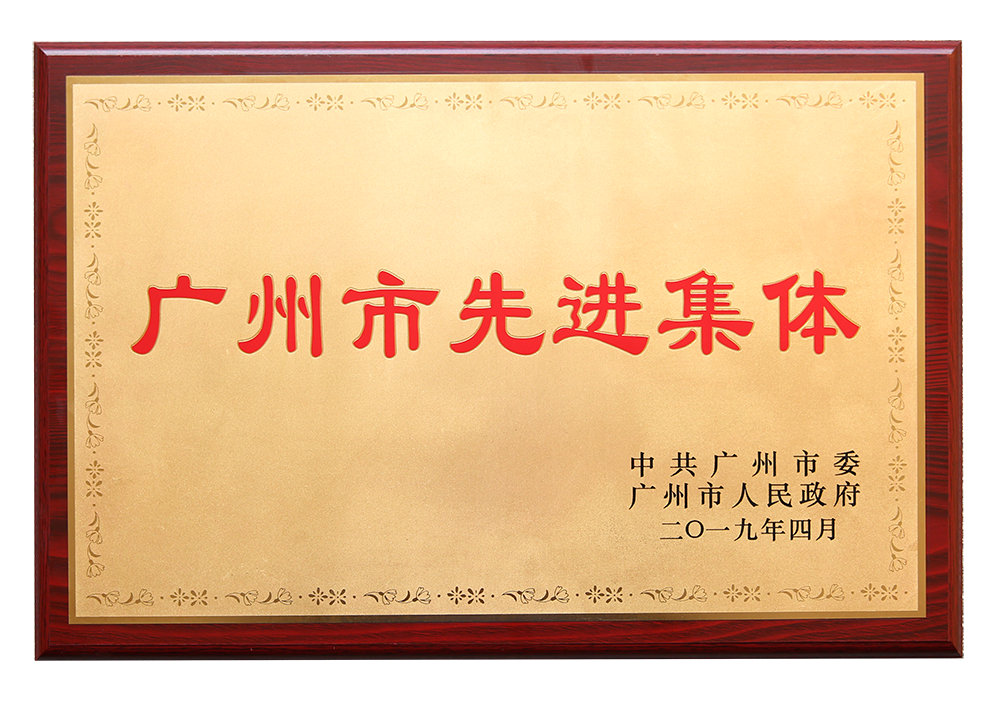 广州市先进集体
中共广州市委
广州市人民政府
二〇一九年四月